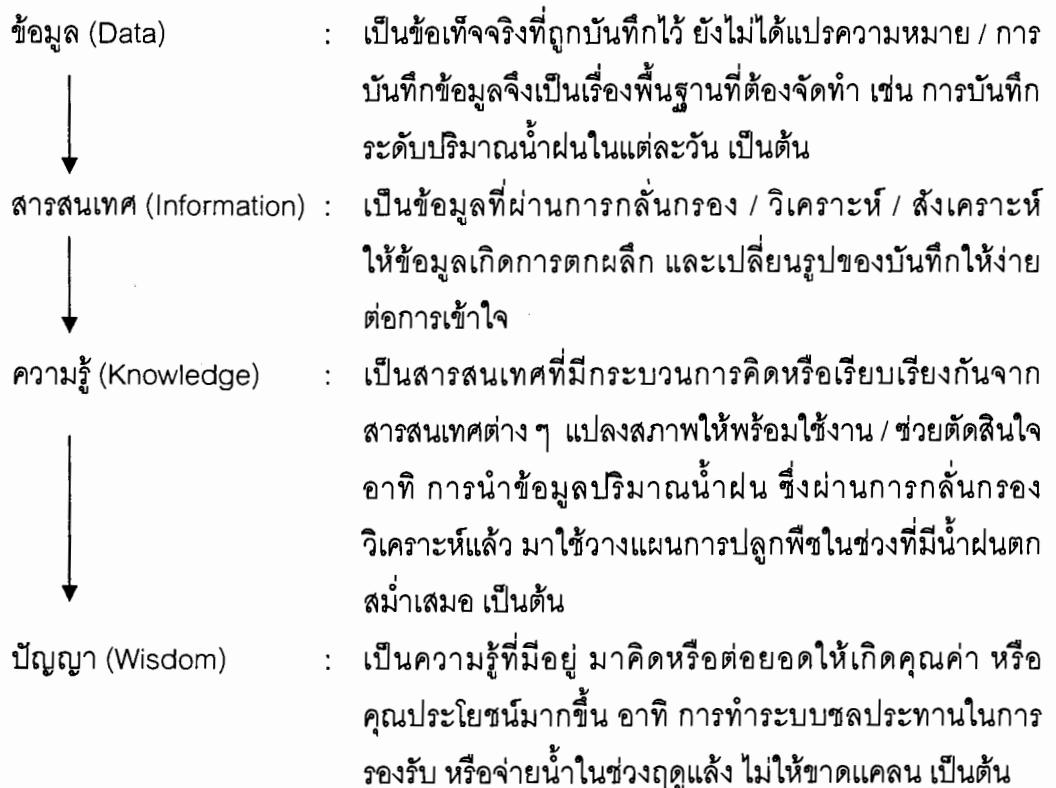 ข้อมูล (Data) : เป็นข้อเท็จจริงที่ถูกบันทึกไว้ ยังไม่ได้แปรความหมาย / การ
บันทึกข้อมูลจึงเป็นเรื่องพื้นฐานที่ต้องจัดทำ เช่น การบันทึก
ระดับปริมาณน้ำฝนในแต่ละวัน เป็นต้น
สารสนเทศ (Information) : เป็นข้อมูลที่ผ่านการกลั่นกรอง / วิเคราะห์ / สังเคราะห์
ให้ข้อมูลเกิดการตกผลึก และเปลี่ยนรูปของบันทึกให้ง่าย
ต่อการเข้าใจ
ความรู้ (Knowledge) : เป็นสารสนเทศที่มีกระบวนการคิดหรือเรียบเรียงกันจาก
สารสนเทศต่าง ๆ แปลงสภาพให้พร้อมใช้งาน / ช่วยตัดสินใจ
อาทิ การนำข้อมูลปริมาณน้ำฝน ซึ่งผ่านการกลั่นกรอง
วิเคราะห์แล้ว มาใช้วางแผนการปลูกพืชในช่วงที่มีน้ำฝนตก
สม่ำเสมอ เป็นต้น
ปัญญา (Wisdom) : เป็นความรู้ที่มีอยู่ มาคิดหรือต่อยอดให้เกิดคุณค่า หรือ
คุณประโยชน์มากขึ้น อาทิ การทำระบบชลประทานในการ
รองรับ หรือจ่ายน้ำในช่วงฤดูแล้ง ไม่ให้ขาดแคลน เป็นต้น